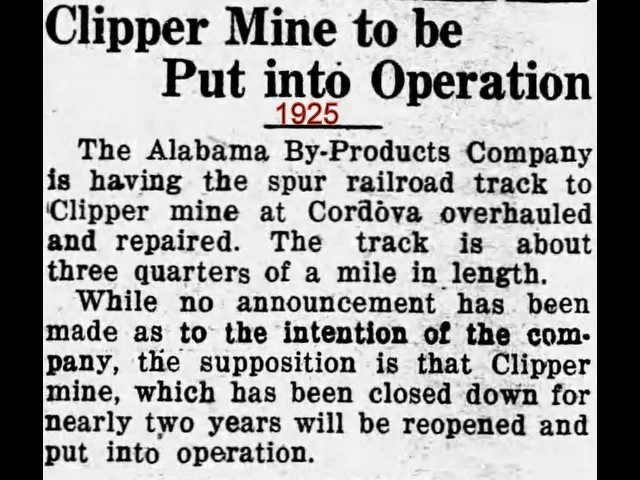 Clipper Mine to be
Put into Operation
1925
The Alabama By-Products Company
is having the spur railroad track to
Clipper mine at Cordova overhauled
and repaired. The track is about
three quarters of a mile in length.
While no announcement has been
made as to the intention of the com-
pany, the supposition is that Clipper
mine, which has been closed down for
nearly two years will be reopened and
put into operation.